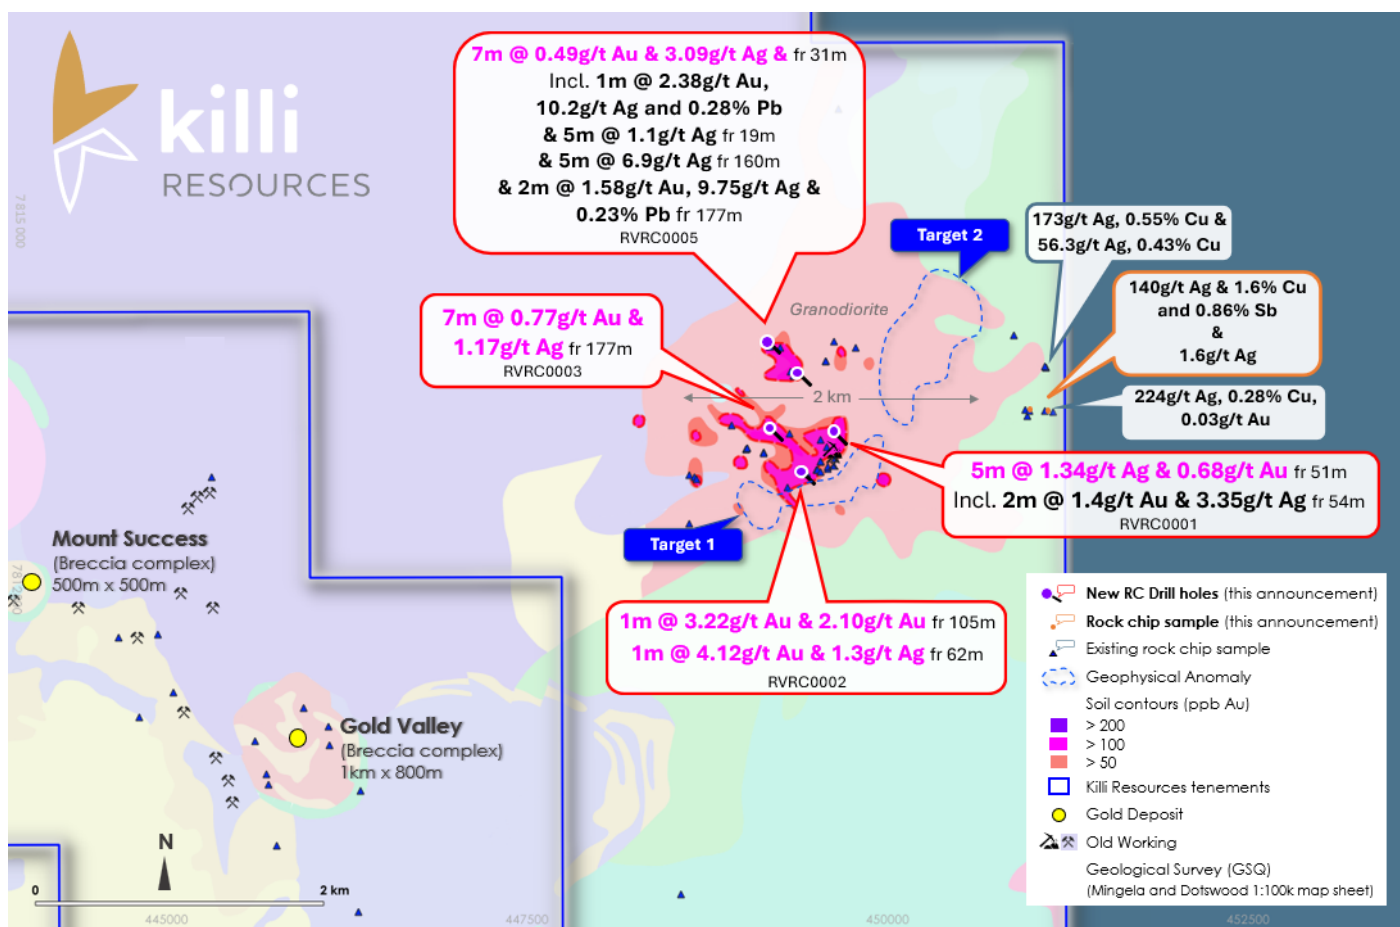 killi
RESOURCES
7m @ 0.49g/t Au & 3.09g/t Ag & fr 31m
Incl. 1m @ 2.38g/t Au,
10.2g/t Ag and 0.28% Pb
& 5m @ 1.1g/t Ag fr 19m
& 5m @ 6.9g/t Ag fr 160m
& 2m @ 1.58g/t Au, 9.75g/t Ag &
0.23% Pb fr 177m
RVRC0005
7 815 000
Target 2
173g/t Ag, 0.55% Cu &
56.3g/t Ag, 0.43% Cu
140g/t Ag & 1.6% Cu
and 0.86% Sb
&
1.6g/t Ag
Granodiorite
7m @ 0.77g/t Au &
1.17g/t Ag fr 177m
RVRC0003
2 km
224g/t Ag, 0.28% Cu,
0.03g/t Au
5m @ 1.34g/t Ag & 0.68g/t Au fr 51m
Incl. 2m @ 1.4g/t Au & 3.35g/t Ag fr 54m
RVRC0001
Target 1
Mount Success
(Breccia complex)
500m x 500m
1m @ 3.22g/t Au & 2.10g/t Au fr 105m
1m @ 4.12g/t Au & 1.3g/t Ag fr 62m
RVRC0002
Gold Valley
(Breccia complex)
1km x 800m
New RC Drill holes (this announcement)
Rock chip sample (this announcement)
Existing rock chip sample
Geophysical Anomaly
Soil contours (ppb Au)
> 200
> 100
> 50
Killi Resources tenements
Gold Deposit
Old Working
Geological Survey (GSQ)
(Mingela and Dotswood 1:100k map sheet)
N
0 2 km
445000 447500 450000 452500